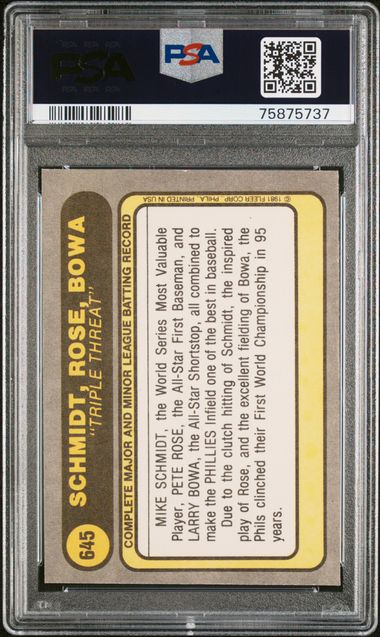 PSA
PSA
75875737
645
SCHMIDT, ROSE, BOWA
"TRIPLE THREAT"
COMPLETE MAJOR AND MINOR LEAGUE BATTING RECORD
MIKE SCHMIDT, the World Series Most Valuable
Player, PETE ROSE, the All-Star First Baseman, and
LARRY BOWA, the All-Star Shortstop, all combined to
make the PHILLIES infield one of the best in baseball.
Due to the clutch hitting of Schmidt, the inspired
play of Rose, and the excellent fielding of Bowa, the
Phils clinched their First World Championship in 95
years.
© 1981 FLEER CORP., PHILA., PRINTED IN USA